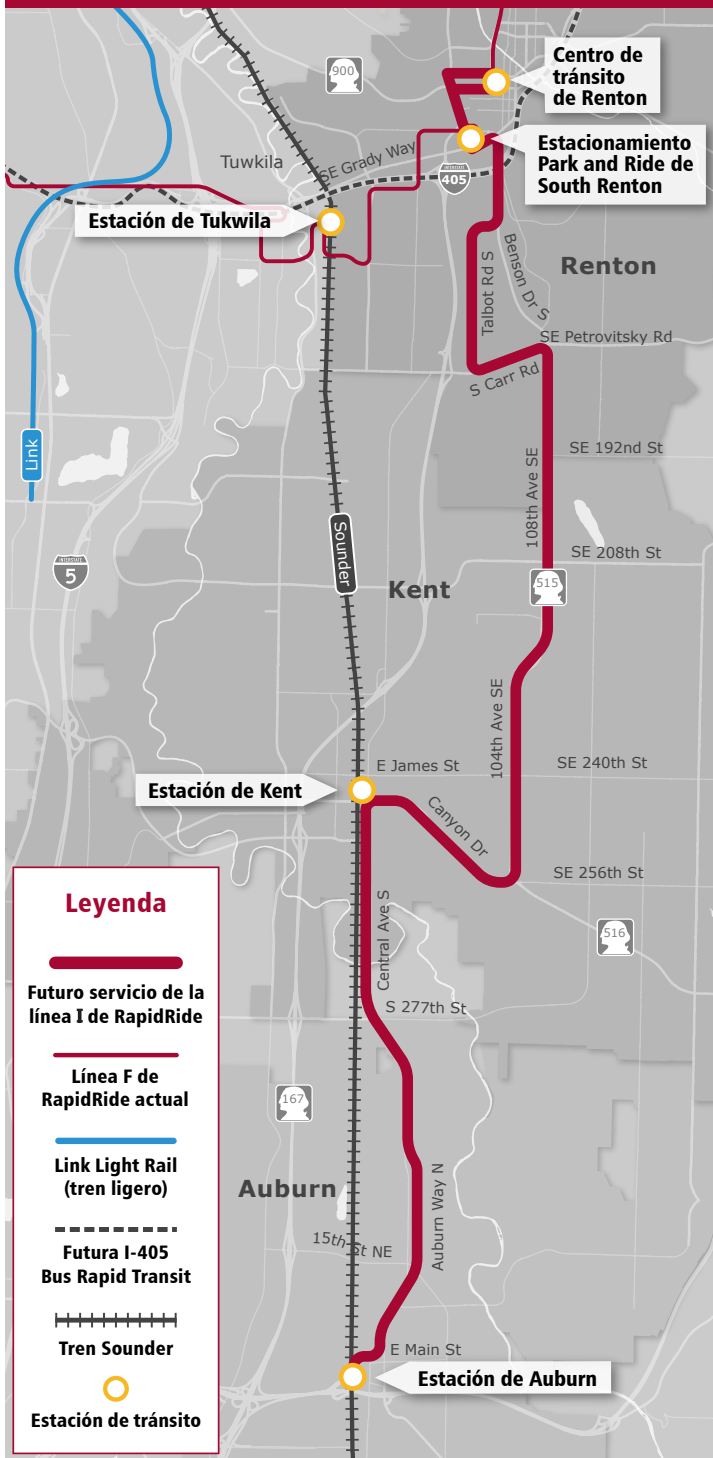 Centro de
tránsito
de Renton
900
Tuwkila
SE Grady Way
Estacionamiento
Park and Ride de
South Renton
INTERSTATE
405
Estación de Tukwila
Talbot Rd S
Benson Dr S
Renton
SE Petrovitsky Rd
S Carr Rd
Link
108th Ave SE
SE 192nd St
Sounder
SE 208th St
INTERSTATE
5
Kent
515
104th Ave SE
E James St
SE 240th St
Estación de Kent
Canyon Dr
SE 256th St
Central Ave S
516
S 277th St
167
Auburn
Auburn Way N
15th St NE
E Main St
Estación de Auburn
Leyenda
Futuro servicio de la
línea I de RapidRide
Línea F de
RapidRide actual
Link Light Rail
(tren ligero)
Futura I-405
Bus Rapid Transit
Tren Sounder
Estación de tránsito